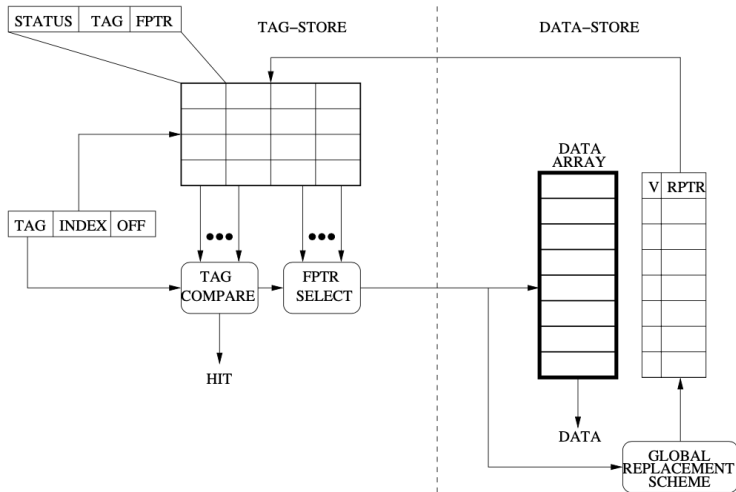 STATUS TAG FPTR
TAG–STORE
DATA–STORE
DATA
ARRAY
V RPTR
TAG INDEX OFF
TAG
COMPARE
FPTR
SELECT
HIT
DATA
GLOBAL
REPLACEMENT
SCHEME